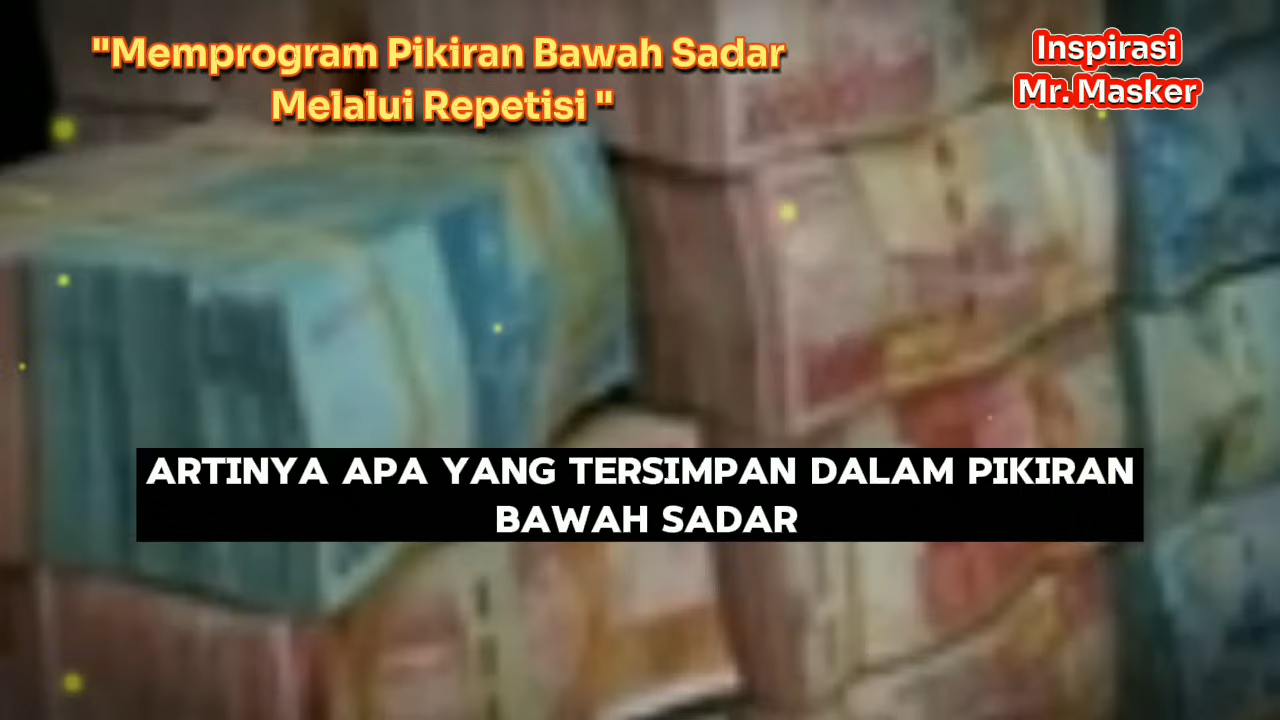 "Memprogram Pikiran Bawah Sadar
Melalui Repetisi "
Inspirasi
Mr. Masker
ARTINYA APA YANG TERSIMPAN DALAM PIKIRAN
BAWAH SADAR